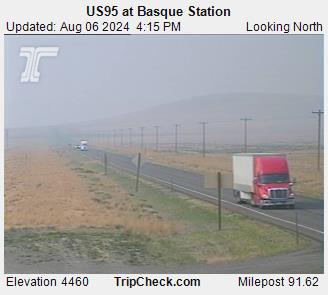 US95 at Basque Station
Updated: Aug 06 2024 4:15 PM Looking North
Elevation 4460 TripCheck.com Milepost 91.62